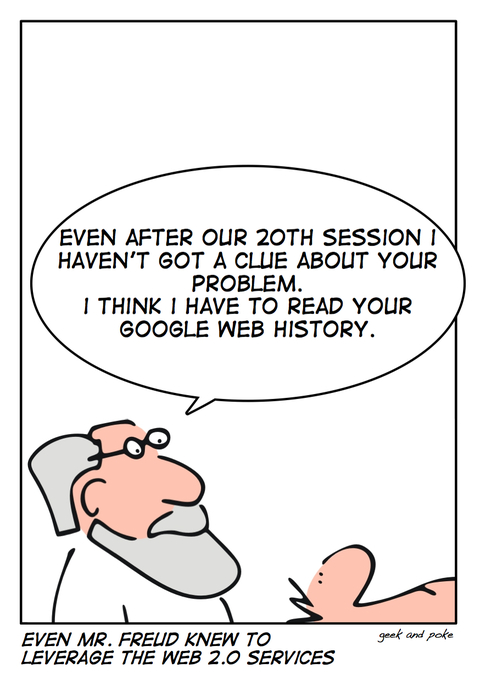 EVEN AFTER OUR 20TH SESSION I
HAVEN'T GOT A CLUE ABOUT YOUR
PROBLEM.
I THINK I HAVE TO READ YOUR
GOOGLE WEB HISTORY.
EVEN MR. FREUD KNEW TO
LEVERAGE THE WEB 2.0 SERVICES
geek and poke